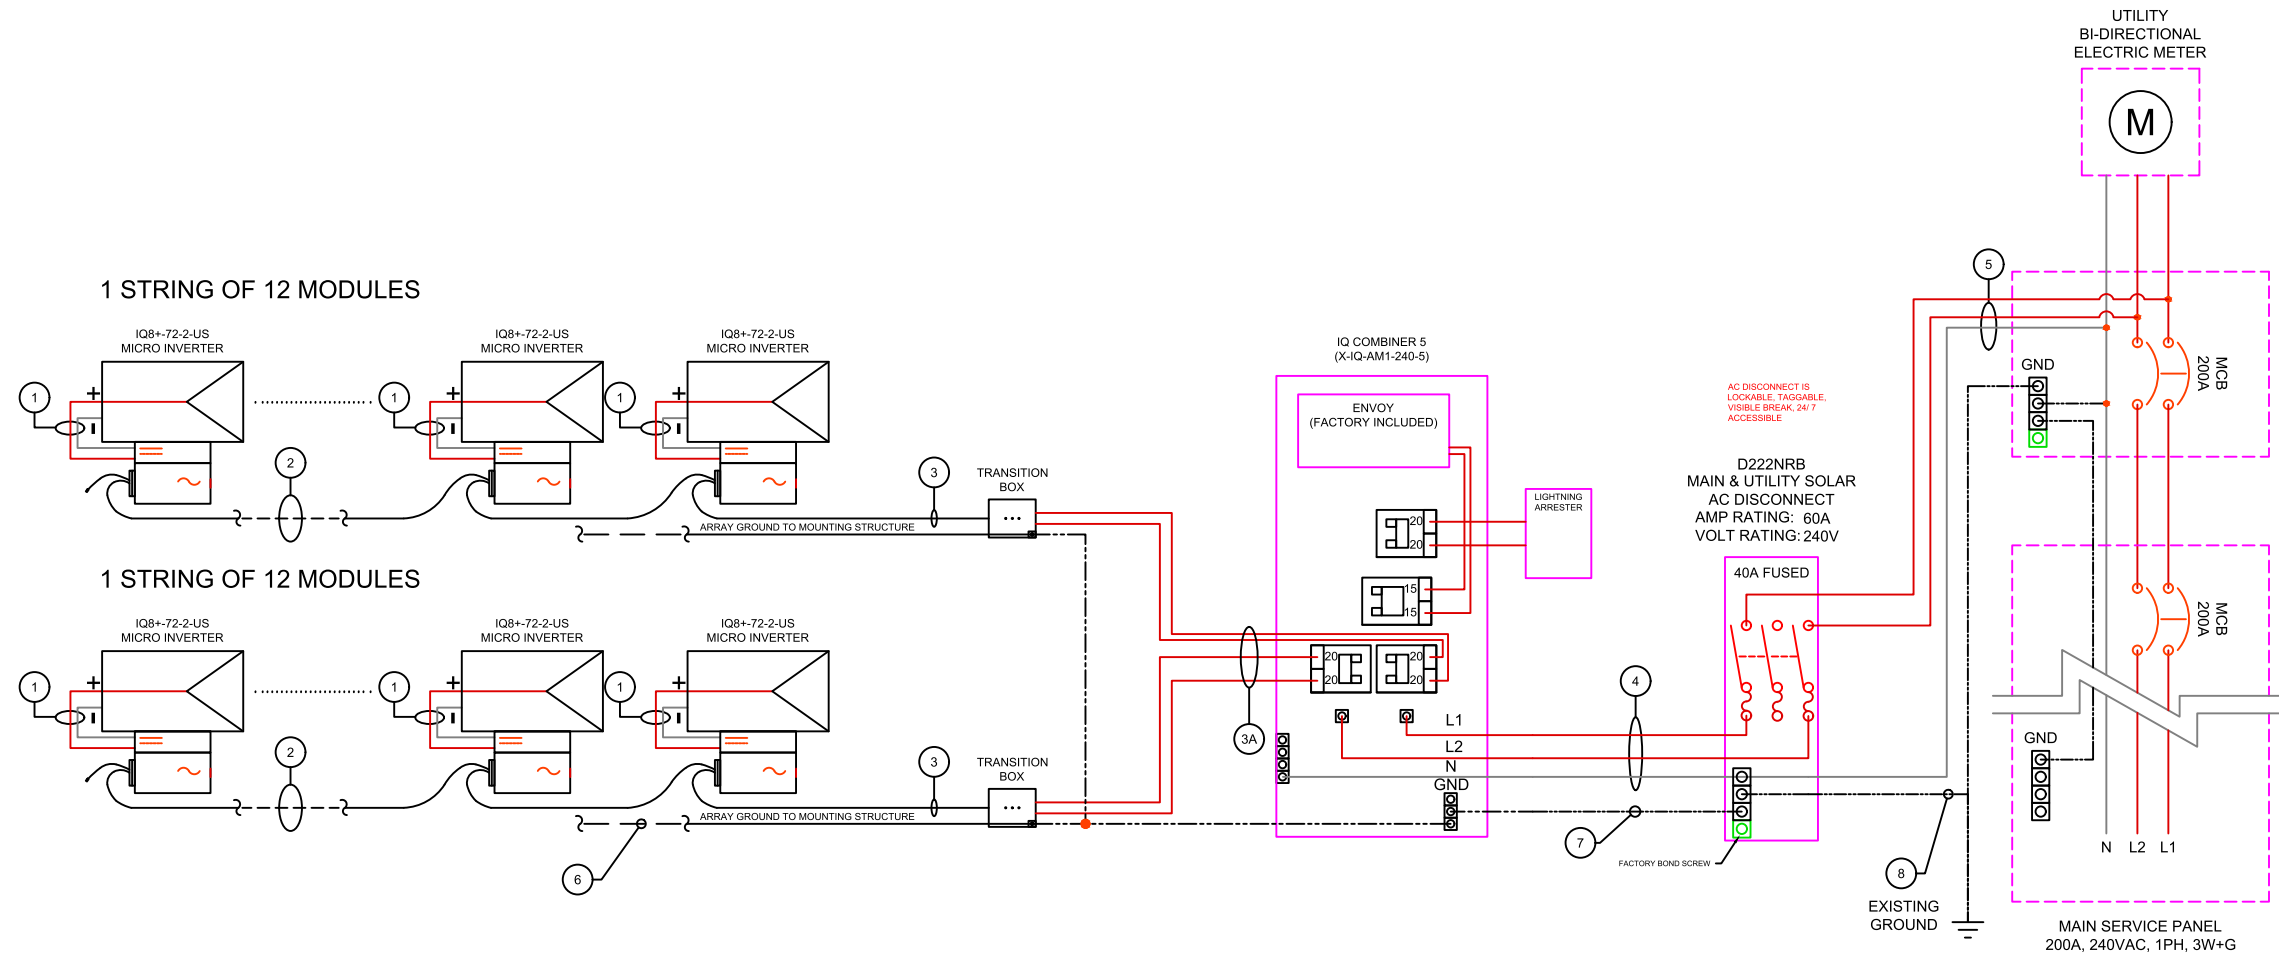 UTILITY
BI-DIRECTIONAL
ELECTRIC METER
M
5
1 STRING OF 12 MODULES
IQ8+-72-2-US
MICRO INVERTER
IQ8+-72-2-US
MICRO INVERTER
IQ8+-72-2-US
MICRO INVERTER
1
+
-
1
+
-
1
+
-
2
3
TRANSITION
BOX
ARRAY GROUND TO MOUNTING STRUCTURE
1 STRING OF 12 MODULES
IQ8+-72-2-US
MICRO INVERTER
IQ8+-72-2-US
MICRO INVERTER
IQ8+-72-2-US
MICRO INVERTER
1
+
-
1
+
-
1
+
-
2
3
TRANSITION
BOX
ARRAY GROUND TO MOUNTING STRUCTURE
6
3A
IQ COMBINER 5
(X-IQ-AM1-240-5)
ENVOY
(FACTORY INCLUDED)
20
20
LIGHTNING
ARRESTER
15
15
20
20
20
20
L1
L2
N
GND
4
7
AC DISCONNECT IS
LOCKABLE, TAGGABLE,
VISIBLE BREAK, 24/ 7
ACCESSIBLE
D222NRB
MAIN & UTILITY SOLAR
AC DISCONNECT
AMP RATING: 60A
VOLT RATING: 240V
40A FUSED
FACTORY BOND SCREW
8
EXISTING
GROUND
GND
MCB
200A
MCB
200A
GND
N L2 L1
MAIN SERVICE PANEL
200A, 240VAC, 1PH, 3W+G